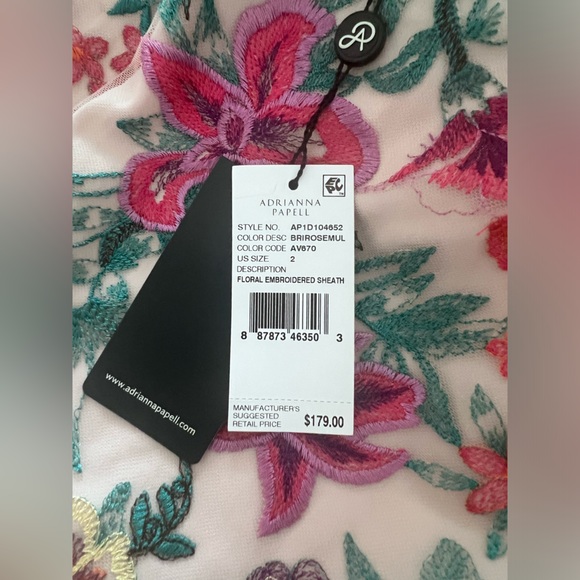 ADRIANNA
PAPELL
STYLE NO. AP1D104652
COLOR DESC BRIROSEMUL
COLOR CODE AV670
US SIZE 2
DESCRIPTION
FLORAL EMBROIDERED SHEATH
8 87873 46350 3
MANUFACTURER'S
SUGGESTED
RETAIL PRICE $179.00
www.adriannapapell.com